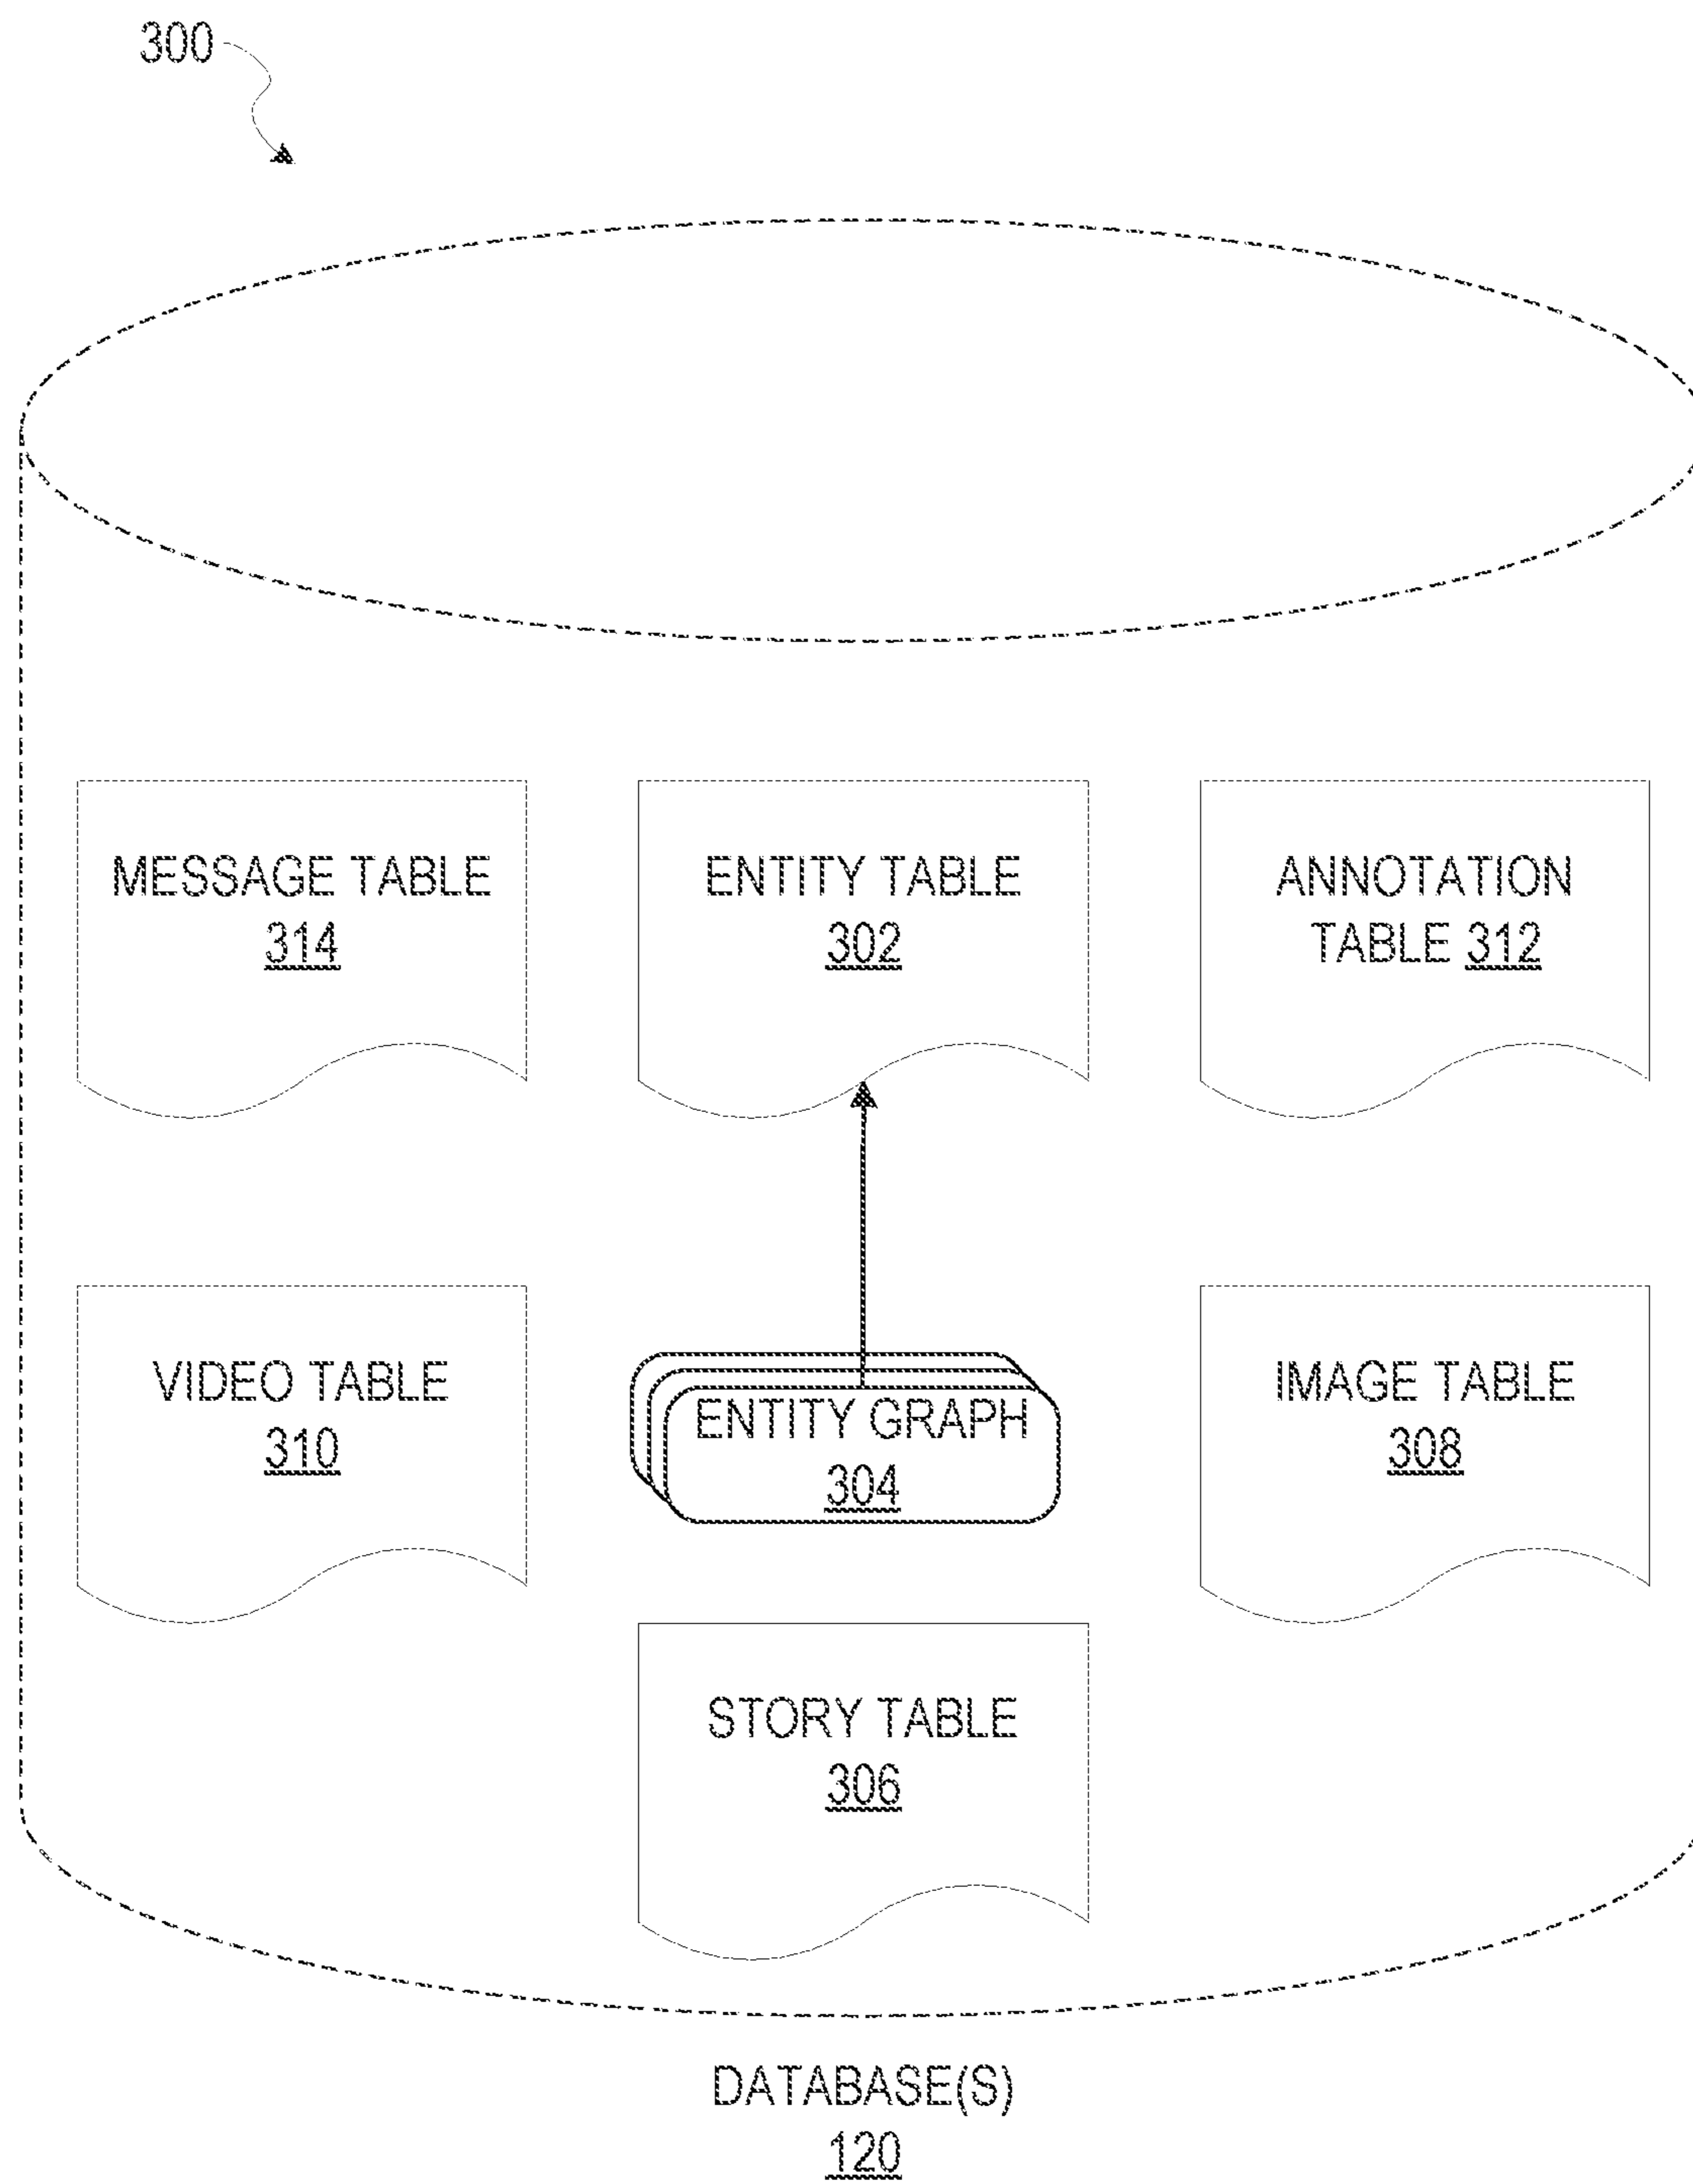 300
MESSAGE TABLE
314
ENTITY TABLE
302
ANNOTATION
TABLE 312
VIDEO TABLE
310
ENTITY GRAPH
304
IMAGE TABLE
308
STORY TABLE
306
DATABASE(S)
120